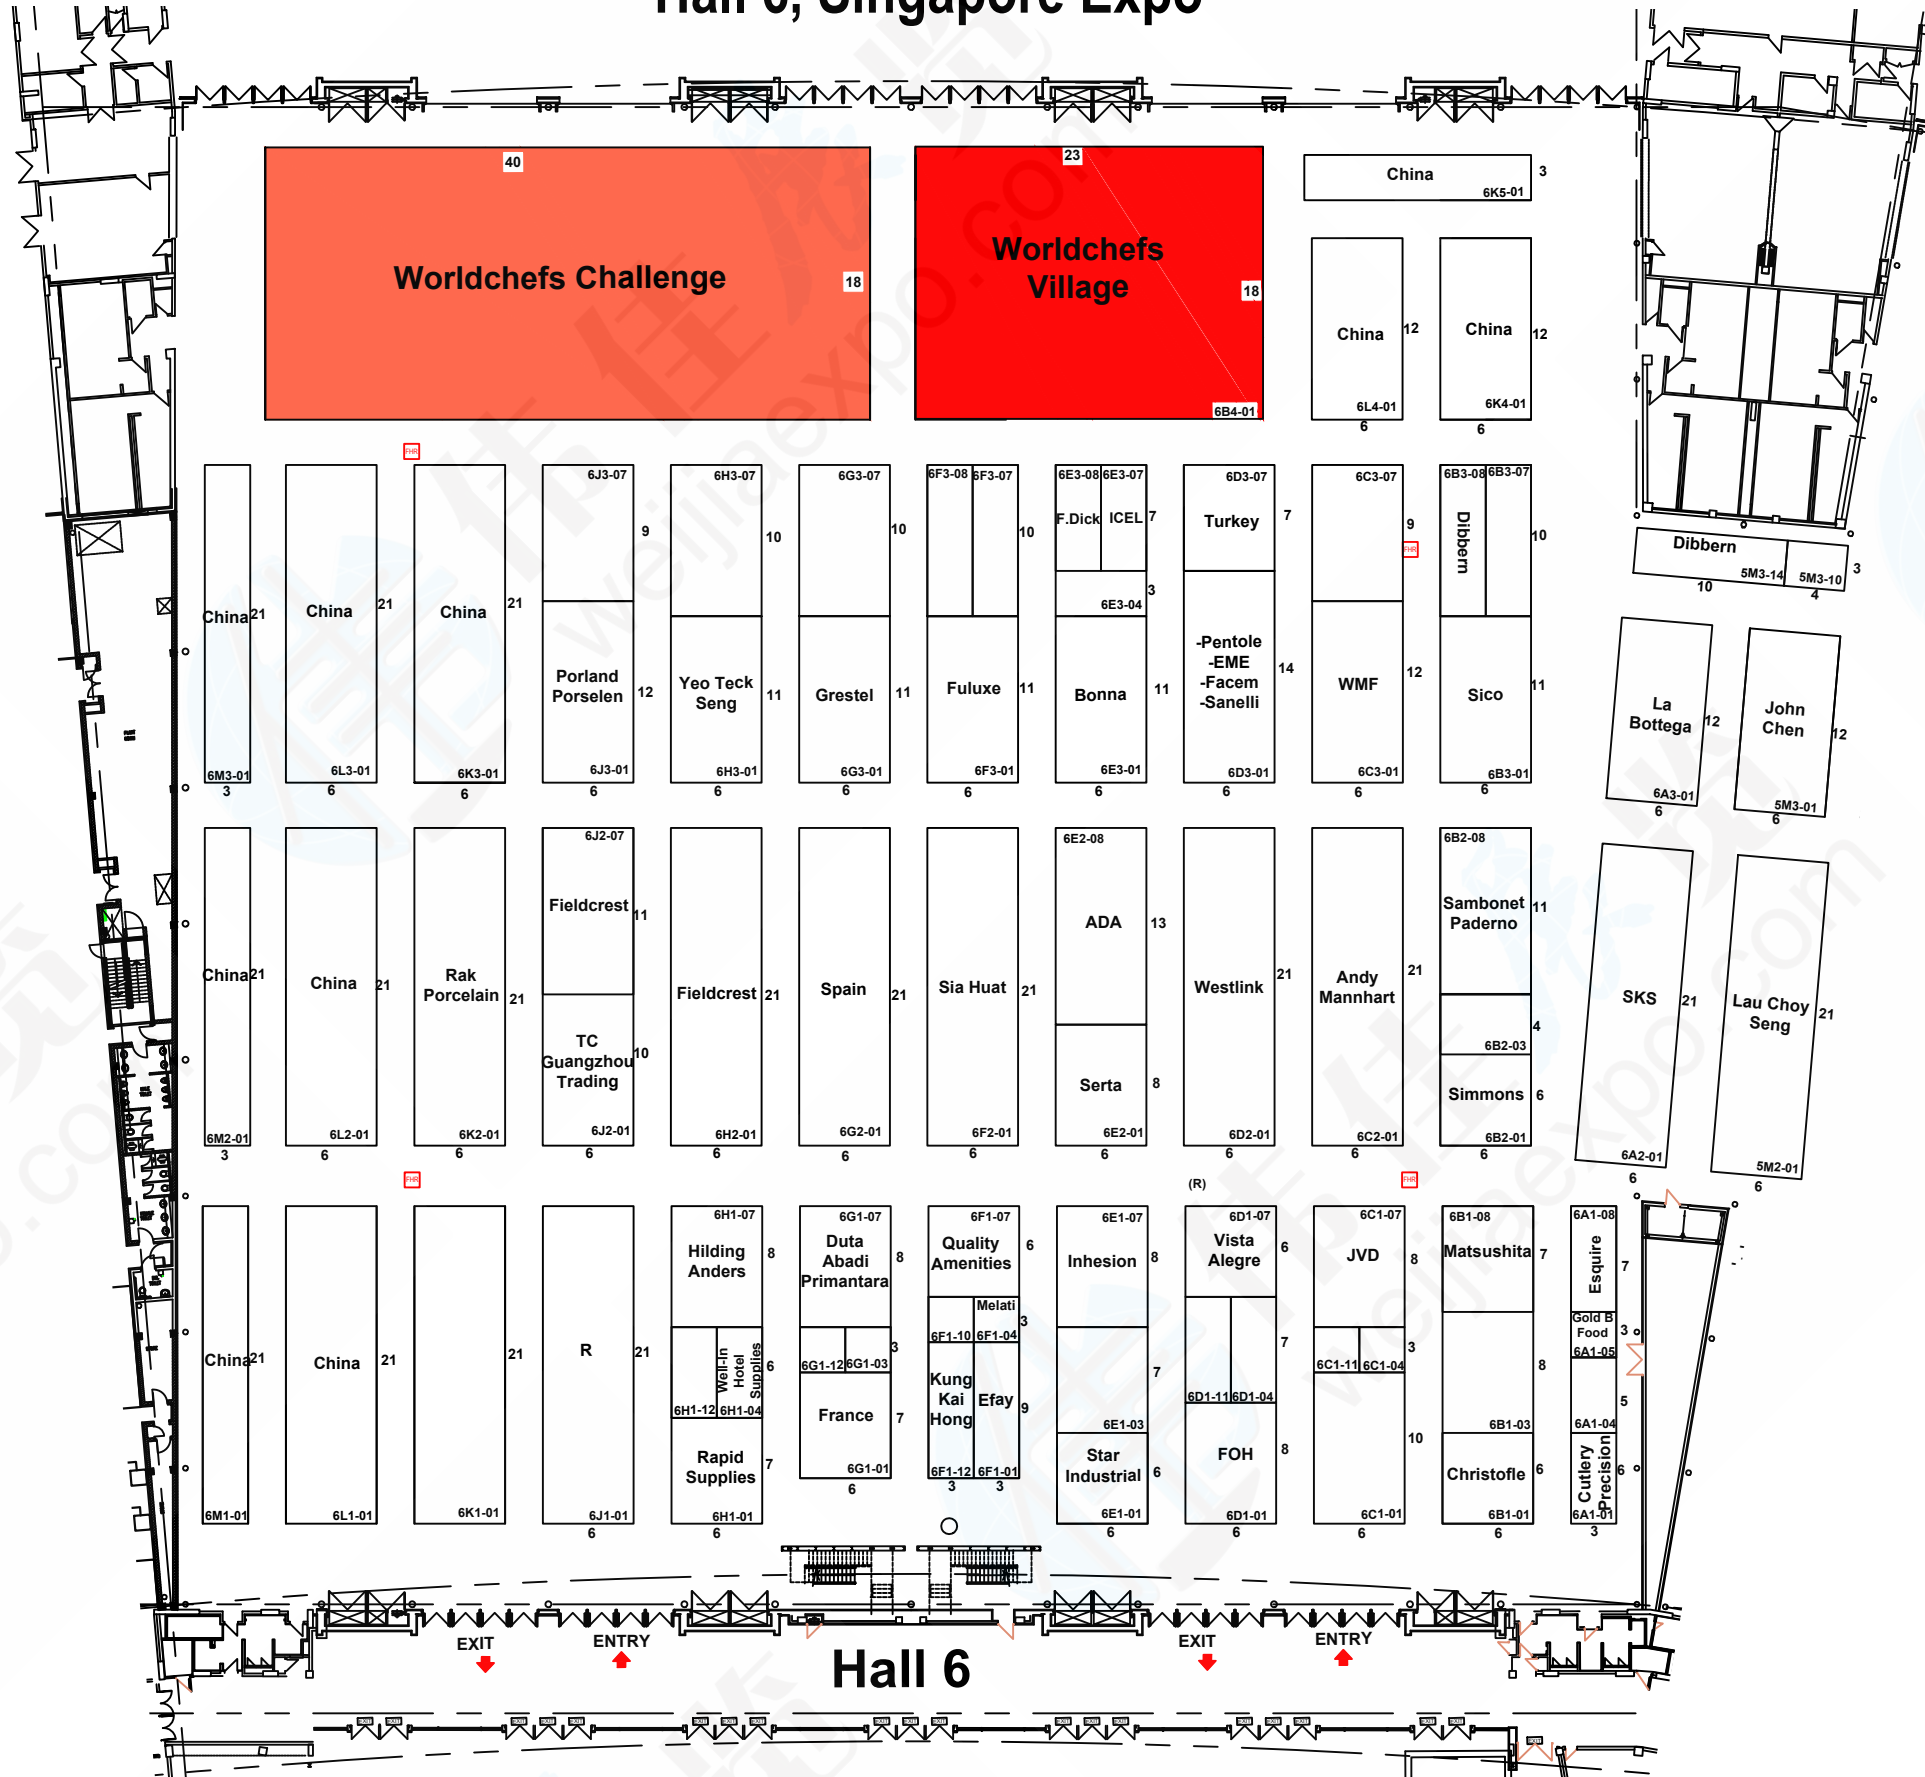 Hall 6, Singapore Expo
40
23
China
3
6K5-01
Worldchefs Challenge
18
Worldchefs
Village
18
6B4-01
China
12
6L4-01
6
China
12
6K4-01
6
FHR
China
21
6M3-01
3
China
21
6L3-01
6
China
21
6K3-01
6
6J3-07
9
Porland
Porselen
12
6J3-01
6
6H3-07
10
Yeo Teck
Seng
11
6H3-01
6
6G3-07
10
Grestel
11
6G3-01
6
6F3-08
6F3-07
10
Fuluxe
11
6F3-01
6
6E3-08
6E3-07
F.Dick
ICEL
7
3
6E3-04
Bonna
11
6E3-01
6
6D3-07
Turkey
7
-Pentole
-EME
-Facem
-Sanelli
14
6D3-01
6
6C3-07
9
FHR
WMF
12
6C3-01
6
6B3-08
6B3-07
Dibbern
10
Sico
11
6B3-01
6
Dibbern
5M3-14
5M3-10
3
10
4
La
Bottega
12
6A3-01
6
John
Chen
12
5M3-01
6
China
21
6M2-01
3
China
21
6L2-01
6
Rak
Porcelain
21
6K2-01
6
6J2-07
Fieldcrest
11
TC
Guangzhou
Trading
10
6J2-01
6
Fieldcrest
21
6H2-01
6
Spain
21
6G2-01
6
Sia Huat
21
6F2-01
6
6E2-08
ADA
13
Serta
8
6E2-01
6
Westlink
21
6D2-01
6
Andy
Mannhart
21
6C2-01
6
6B2-08
Sambonet
Paderno
11
4
6B2-03
Simmons
6
6B2-01
6
SKS
21
6A2-01
6
Lau Choy
Seng
21
5M2-01
6
FHR
(R)
FHR
China
21
6M1-01
China
21
6L1-01
21
6K1-01
R
21
6J1-01
6
6H1-07
Hilding
Anders
8
Well-In
Hotel
Supplies
6
6H1-12
6H1-04
Rapid
Supplies
7
6H1-01
6
6G1-07
Duta
Abadi
Primantara
8
3
6G1-12
6G1-03
France
7
6G1-01
6
6F1-07
Quality
Amenities
6
Melati
3
6F1-10
6F1-04
Kung
Kai
Hong
Efay
9
6F1-12
6F1-01
3
3
6E1-07
Inhesion
8
7
6E1-03
Star
Industrial
6
6E1-01
6
6D1-07
Vista
Alegre
6
7
6D1-11
6D1-04
FOH
8
6D1-01
6
6C1-07
JVD
8
3
6C1-11
6C1-04
10
6C1-01
6
6B1-08
Matsushita
7
8
6B1-03
Christofle
6
6B1-01
6
6A1-08
Esquire
7
Gold B
Food
3
6A1-05
5
6A1-04
Cutlery
Precision
6
6A1-01
3
EXIT
ENTRY
EXIT
ENTRY
Hall 6
伟佳览
weijiaexpo.com